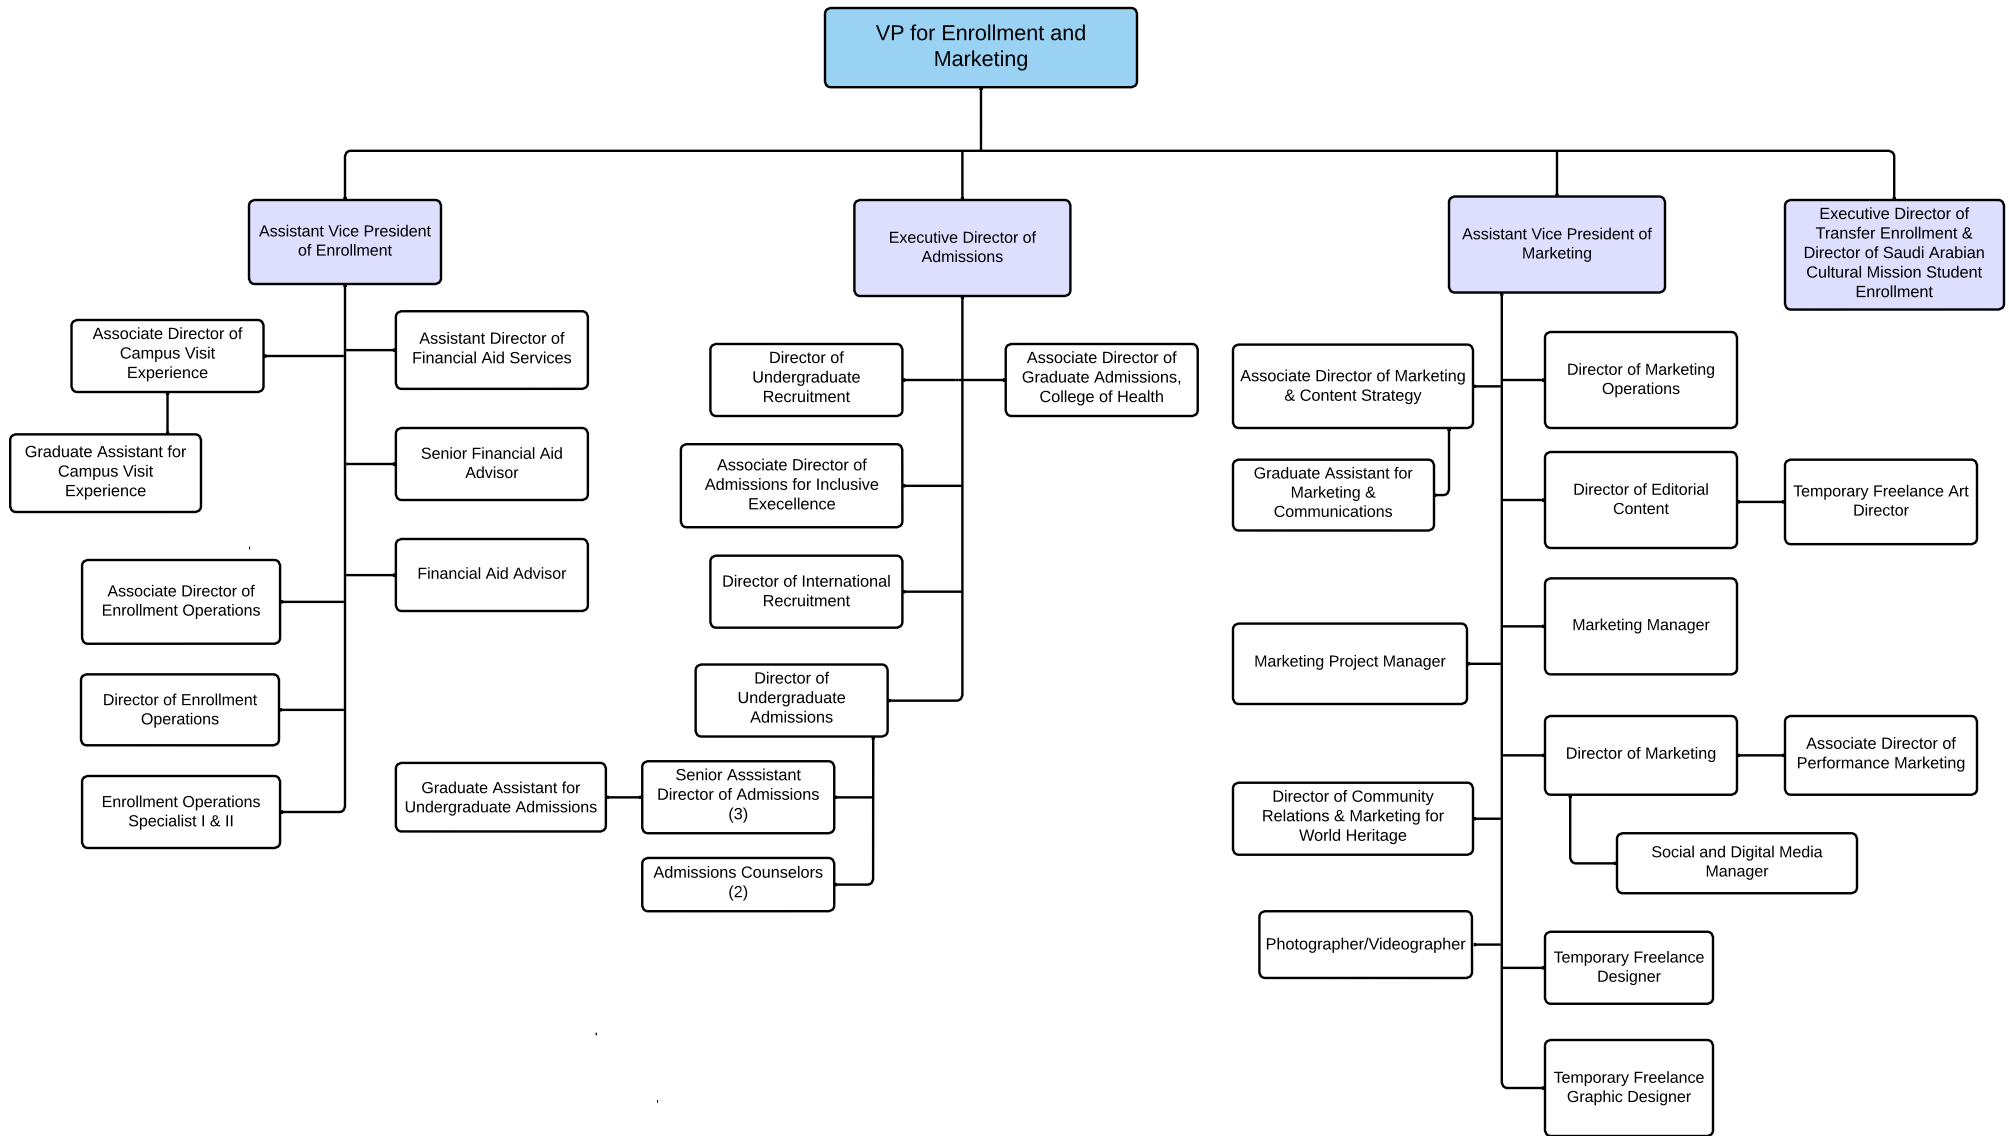 VP for Enrollment and
Marketing
Assistant Vice President
of Enrollment
Executive Director of
Admissions
Assistant Vice President of
Marketing
Executive Director of
Transfer Enrollment &
Director of Saudi Arabian
Cultural Mission Student
Enrollment
Associate Director of
Campus Visit
Experience
Graduate Assistant for
Campus Visit
Experience
Associate Director of
Enrollment Operations
Director of Enrollment
Operations
Enrollment Operations
Specialist I & II
Assistant Director of
Financial Aid Services
Senior Financial Aid
Advisor
Financial Aid Advisor
Director of
Undergraduate
Recruitment
Associate Director of
Graduate Admissions,
College of Health
Associate Director of
Admissions for Inclusive
Execellence
Director of International
Recruitment
Director of
Undergraduate
Admissions
Graduate Assistant for
Undergraduate Admissions
Senior Asssistant
Director of Admissions
(3)
Admissions Counselors
(2)
Associate Director of Marketing
& Content Strategy
Graduate Assistant for
Marketing &
Communications
Marketing Project Manager
Director of Community
Relations & Marketing for
World Heritage
Photographer/Videographer
Director of Marketing
Operations
Director of Editorial
Content
Temporary Freelance Art
Director
Marketing Manager
Director of Marketing
Associate Director of
Performance Marketing
Social and Digital Media
Manager
Temporary Freelance
Designer
Temporary Freelance
Graphic Designer